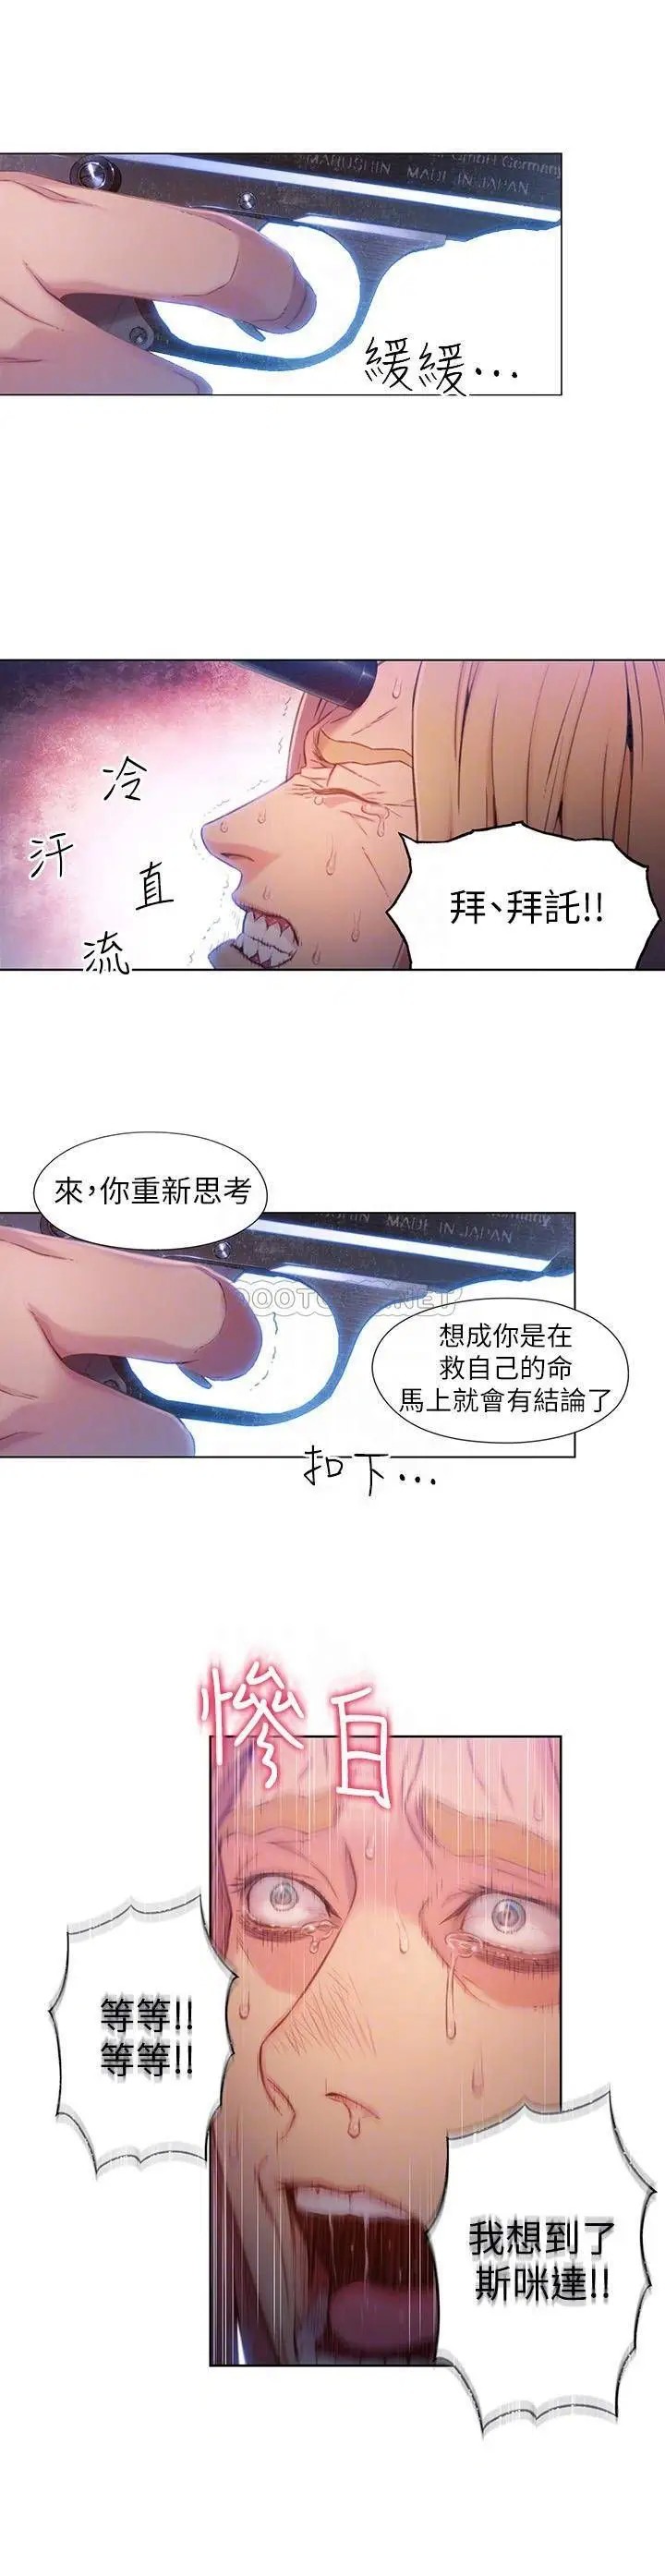 GmbH Germany
MARUSHIN MADE IN JAPAN
緩緩...
冷
汗
直
流
拜、拜託!!
來,你重新思考
MADE IN JAPAN
想成你是在
救自己的命
馬上就會有結論了
扣下...
慘白
等等!!
等等!!
我想到了
斯咪達!!